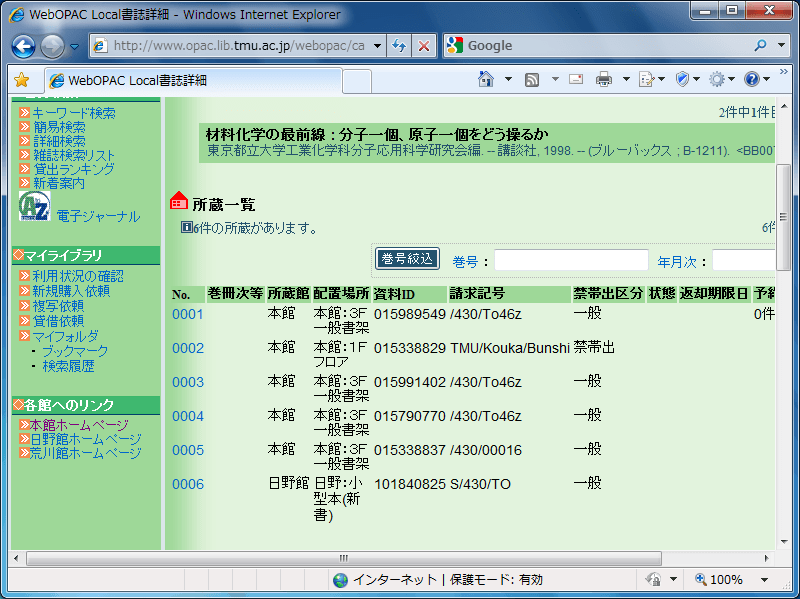 WebOPAC Local書誌詳細 - Windows Internet Explorer
http://www.opac.lib.tmu.ac.jp/webopac/ca
Google
WebOPAC Local書誌詳細
キーワード検索
簡易検索
詳細検索
雑誌検索リスト
貸出ランキング
新着案内
AtoZ 電子ジャーナル
マイライブラリ
利用状況の確認
新規購入依頼
複写依頼
貸借依頼
マイフォルダ
・ブックマーク
・検索履歴
各館へのリンク
本館ホームページ
日野館ホームページ
荒川館ホームページ
2件中1件目
材料化学の最前線 : 分子一個、原子一個をどう操るか
東京都立大学工業化学科分子応用科学研究会編. -- 講談社, 1998. -- (ブルーバックス ; B-1211). <BB007
所蔵一覧
6件の所蔵があります。 6件
巻号絞込 巻号： 年月次：
No. 巻冊次等 所蔵館 配置場所 資料ID 請求記号 禁帯出区分 状態 返却期限日 予約
0001 本館 本館：3F 一般書架 015989549 /430/To46z 一般 0件
0002 本館 本館：1F フロア 015338829 TMU/Kouka/Bunshi 禁帯出
0003 本館 本館：3F 一般書架 015991402 /430/To46z 一般
0004 本館 本館：3F 一般書架 015790770 /430/To46z 一般
0005 本館 本館：3F 一般書架 015338837 /430/00016 一般
0006 日野館 日野：小型本(新書) 101840825 S/430/TO 一般
インターネット | 保護モード: 有効
100%